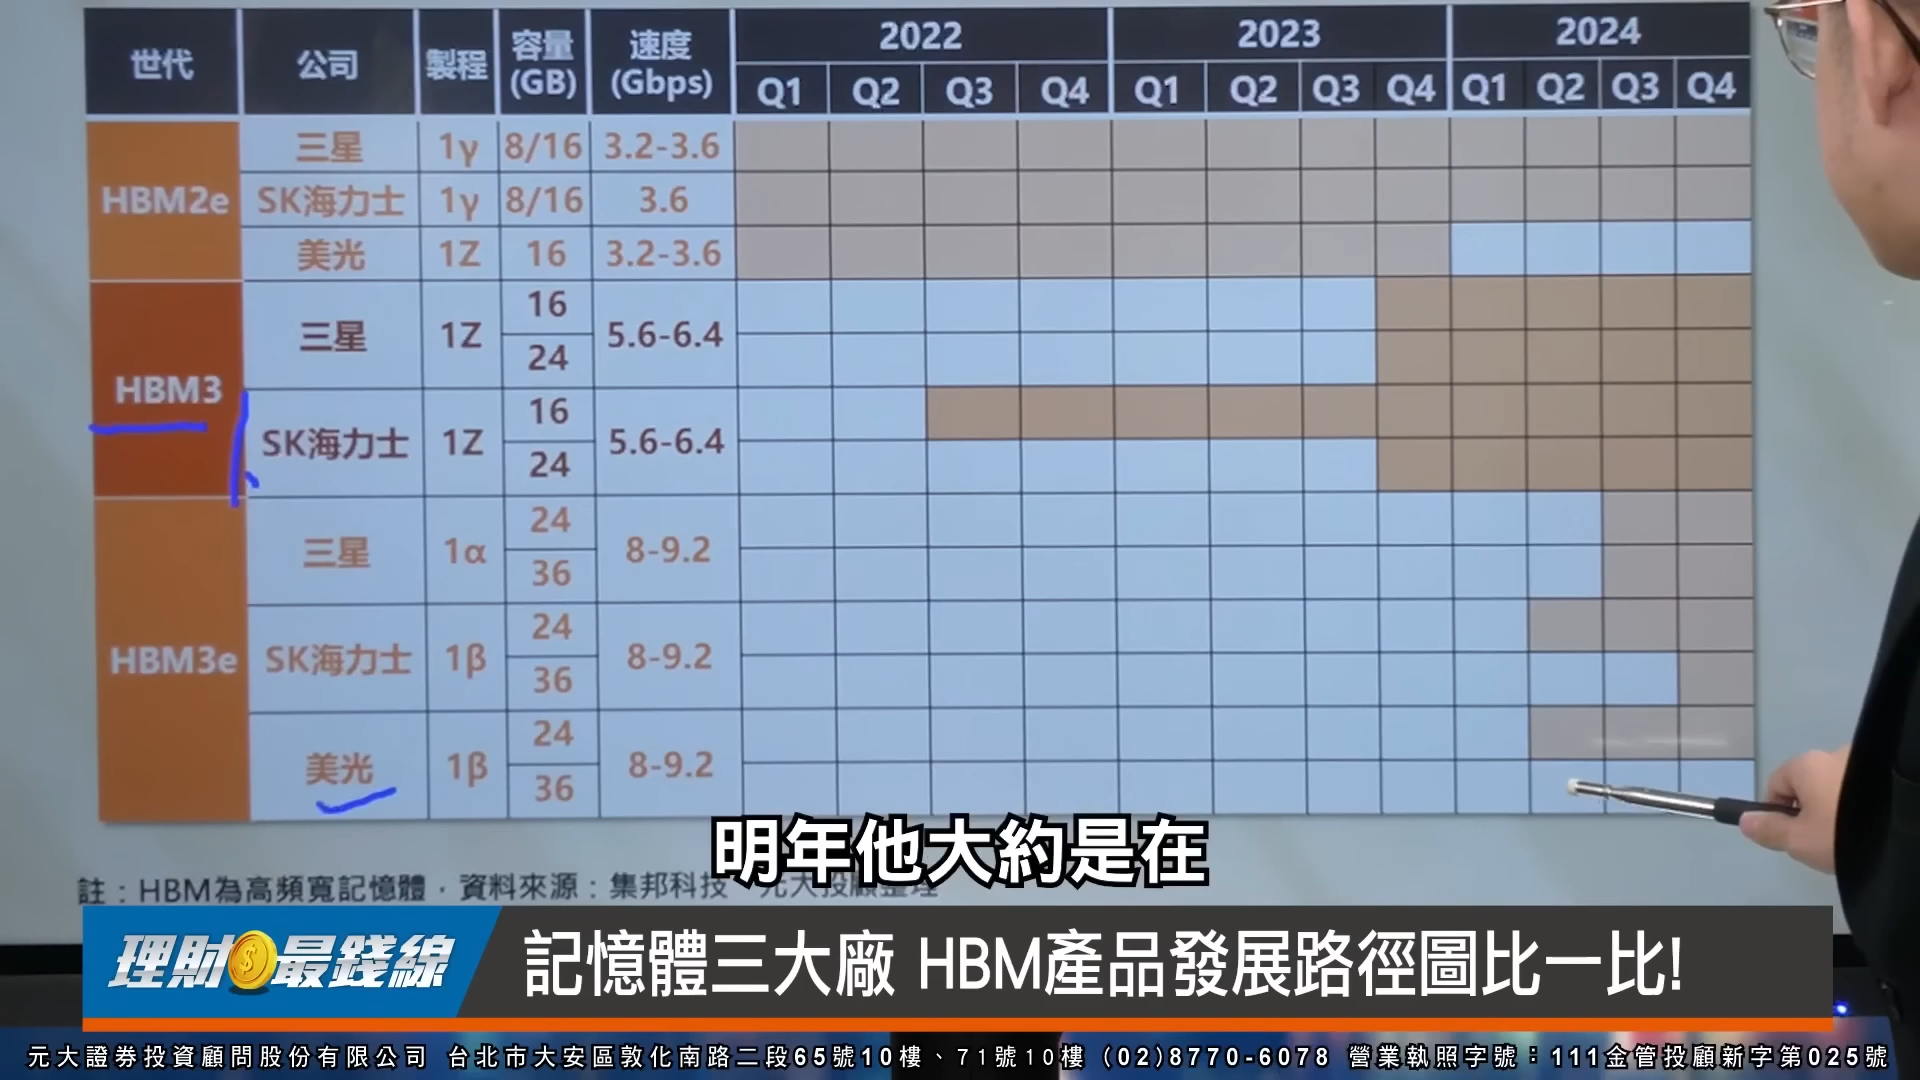 世代 公司 製程 容量(GB) 速度(Gbps) 2022 2023 2024
Q1 Q2 Q3 Q4 Q1 Q2 Q3 Q4 Q1 Q2 Q3 Q4
HBM2e
三星 1γ 8/16 3.2-3.6
SK海力士 1γ 8/16 3.6
美光 1Z 16 3.2-3.6
HBM3
三星 1Z 16 24 5.6-6.4
SK海力士 1Z 16 24 5.6-6.4
HBM3e
三星 1α 24 36 8-9.2
SK海力士 1β 24 36 8-9.2
美光 1β 24 36 8-9.2
明年他大約是在
註：HBM為高頻寬記憶體，資料來源：集邦科技 元大投顧整理
理財最錢線
記憶體三大廠 HBM產品發展路徑圖比一比!
元大證券投資顧問股份有限公司 台北市大安區敦化南路二段65號10樓、71號10樓 (02)8770-6078 營業執照字號：111金管投顧新字第025號